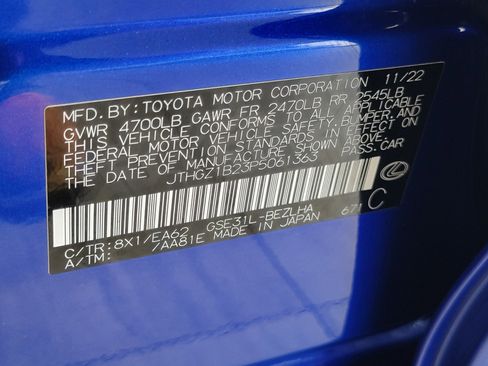 MFD. BY: TOYOTA MOTOR CORPORATION 11/22
GVWR 4700LB GAWR FR 2470LB RR 2545LB
THIS VEHICLE CONFORMS TO ALL APPLICABLE
FEDERAL MOTOR VEHICLE SAFETY, BUMPER, AND
THEFT PREVENTION STANDARDS IN EFFECT ON
THE DATE OF MANUFACTURE SHOWN ABOVE.
JTHGZ1B23P5061363 PASS. CAR
C/TR: 8X1/EA62 GSE31L-BEZLHA 671 C
A/TM: /AA81E MADE IN JAPAN